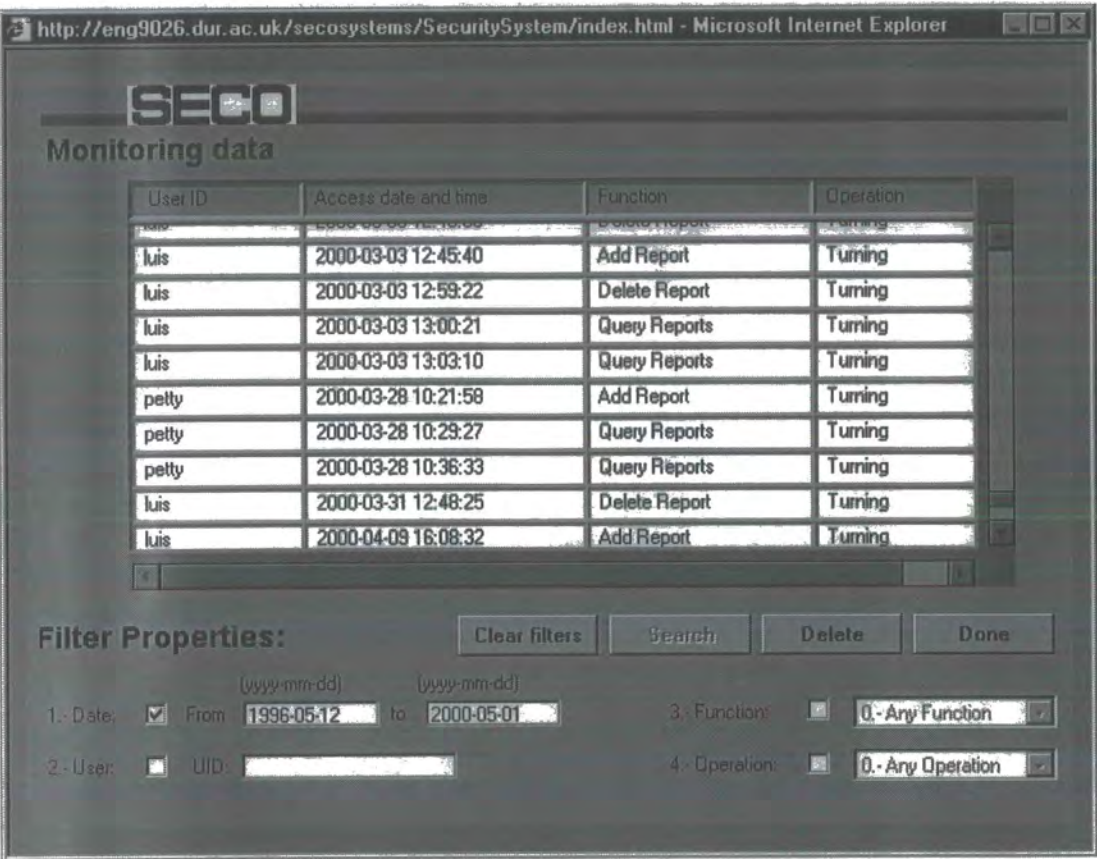 http://eng9026.dur.ac.uk/secosystems/SecuritySystem/index.html - Microsoft Internet Explorer
SECO
Monitoring data
User ID Access date and time Function Operation
luis 2000-03-03 12:45:40 Add Report Turning
luis 2000-03-03 12:59:22 Delete Report Turning
luis 2000-03-03 13:00:21 Query Reports Turning
luis 2000-03-03 13:03:10 Query Reports Turning
petty 2000-03-28 10:21:58 Add Report Turning
petty 2000-03-28 10:29:27 Query Reports Turning
petty 2000-03-28 10:36:33 Query Reports Turning
luis 2000-03-31 12:48:25 Delete Report Turning
luis 2000-04-09 16:08:32 Add Report Turning
Filter Properties: Clear filters Search Delete Done
(yyyy-mm-dd) (yyyy-mm-dd)
1.- Date: From 1996-05-12 to 2000-05-01 3.- Function: 0.- Any Function
2.- User: UID: 4.- Operation: 0.- Any Operation